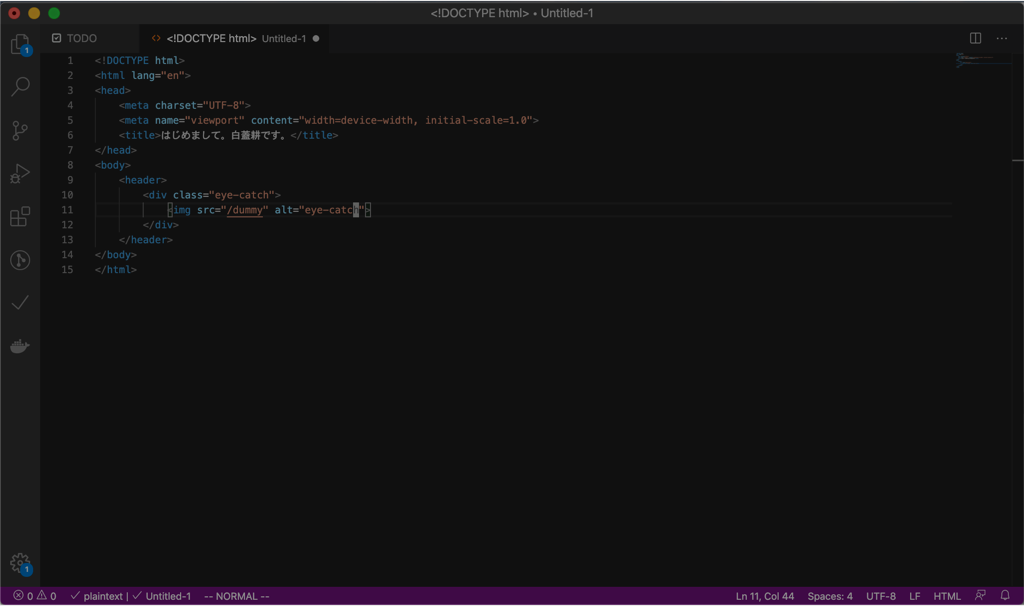 <!DOCTYPE html> • Untitled-1
TODO
<!DOCTYPE html> Untitled-1
1 <!DOCTYPE html>
2 <html lang="en">
3 <head>
4 <meta charset="UTF-8">
5 <meta name="viewport" content="width=device-width, initial-scale=1.0">
6 <title>はじめまして。白蓋耕です。</title>
7 </head>
8 <body>
9 <header>
10 <div class="eye-catch">
11 <img src="/dummy" alt="eye-catch">
12 </div>
13 </header>
14 </body>
15 </html>
1
1
0 0 ✓ plaintext | ✓ Untitled-1 -- NORMAL -- Ln 11, Col 44 Spaces: 4 UTF-8 LF HTML